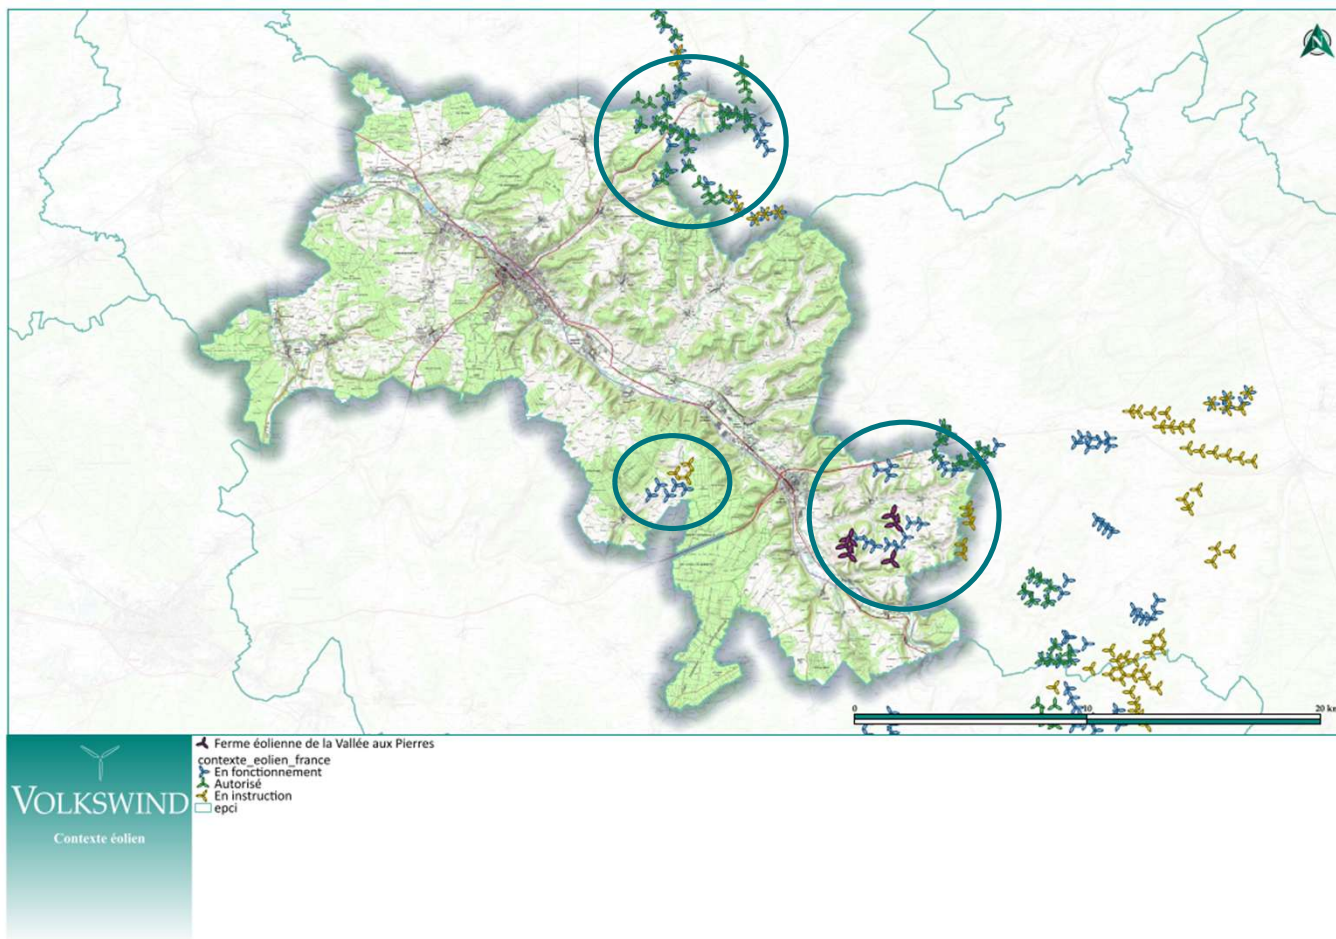 N
0
10
20 km
Ferme éolienne de la Vallée aux Pierres
contexte_eolien_france
En fonctionnement
Autorisé
En instruction
epci
VOLKSWIND
Contexte éolien